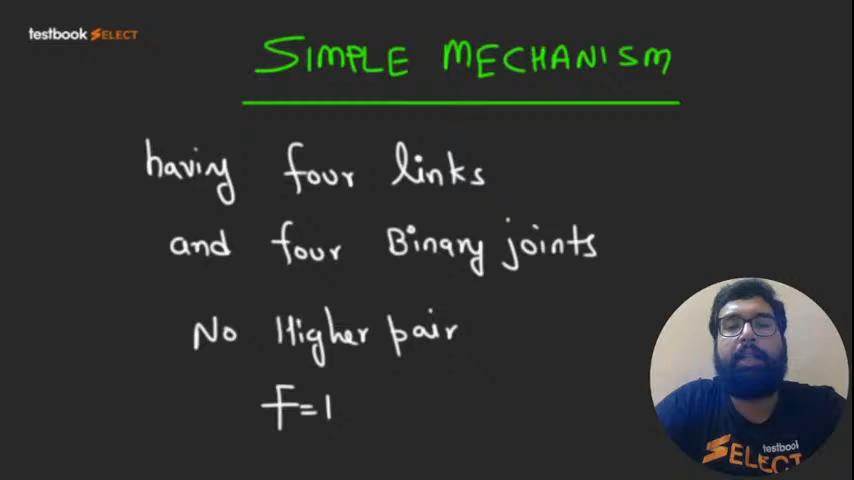 testbook SELECT
SIMPLE MECHANISM
having four links
and four Binary joints
No Higher pair
F=1
testbook
SELECT